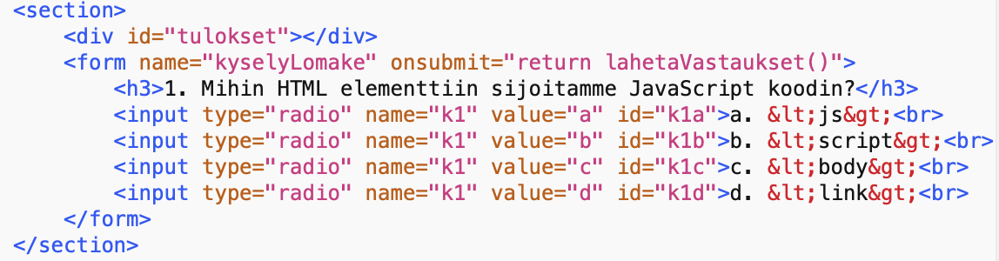 <section>
<div id="tulokset"></div>
<form name="kyselyLomake" onsubmit="return lahetaVastaukset()">
<h3>1. Mihin HTML elementtiin sijoitamme JavaScript koodin?</h3>
<input type="radio" name="k1" value="a" id="k1a">a. &lt;js&gt;<br>
<input type="radio" name="k1" value="b" id="k1b">b. &lt;script&gt;<br>
<input type="radio" name="k1" value="c" id="k1c">c. &lt;body&gt;<br>
<input type="radio" name="k1" value="d" id="k1d">d. &lt;link&gt;<br>
</form>
</section>